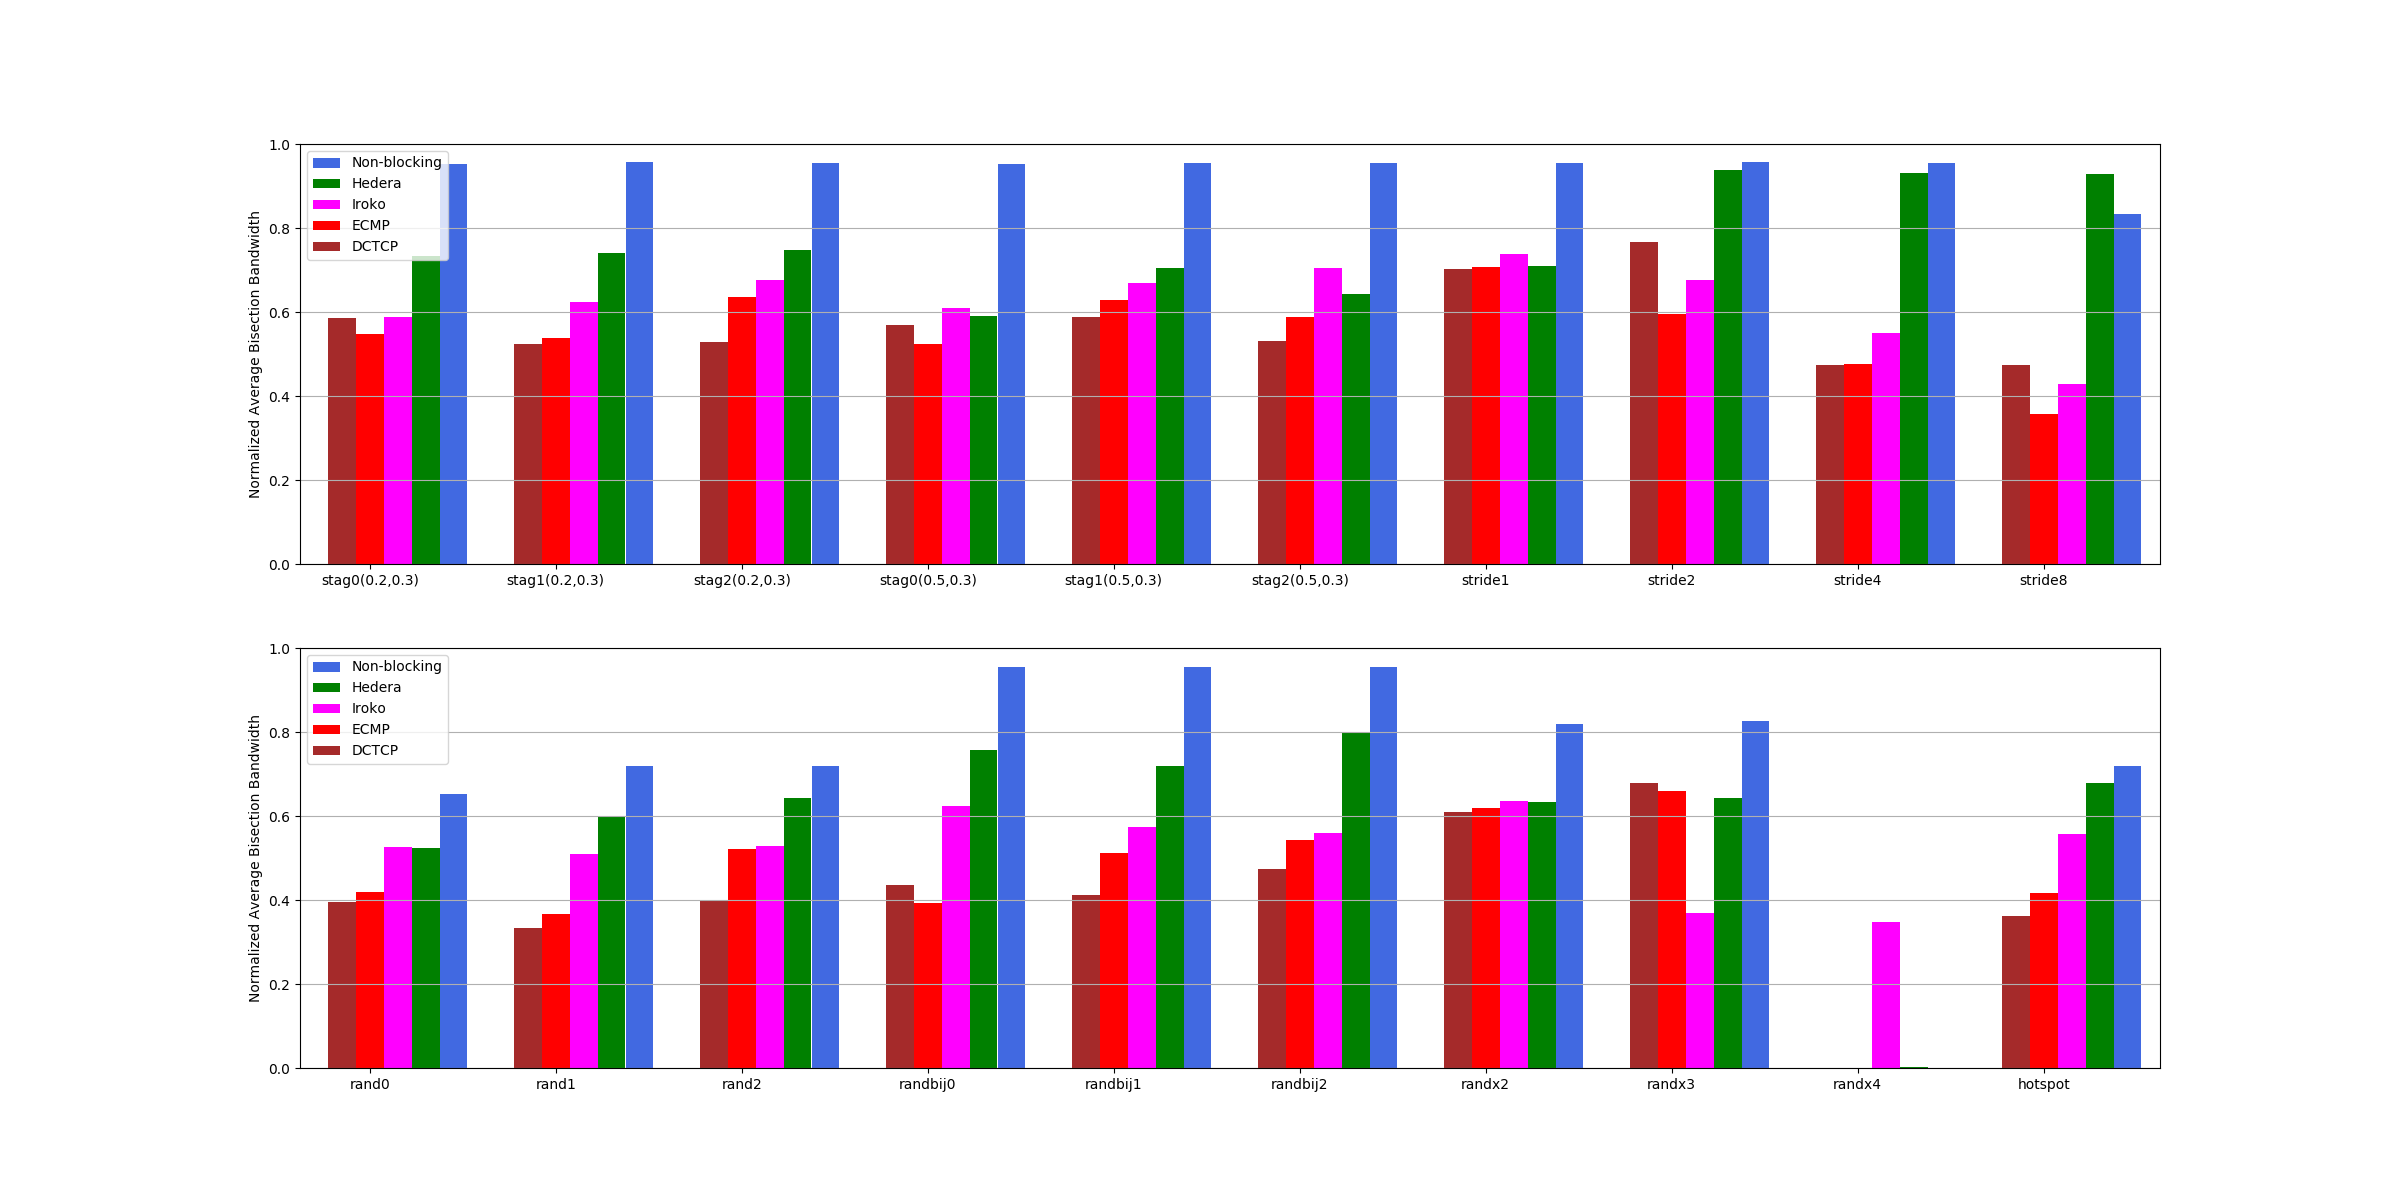 Normalized Average Bisection Bandwidth
1.0
0.8
0.6
0.4
0.2
0.0
Non-blocking
Hedera
Iroko
ECMP
DCTCP
stag0(0.2,0.3) stag1(0.2,0.3) stag2(0.2,0.3) stag0(0.5,0.3) stag1(0.5,0.3) stag2(0.5,0.3) stride1 stride2 stride4 stride8
Normalized Average Bisection Bandwidth
1.0
0.8
0.6
0.4
0.2
0.0
Non-blocking
Hedera
Iroko
ECMP
DCTCP
rand0 rand1 rand2 randbij0 randbij1 randbij2 randx2 randx3 randx4 hotspot